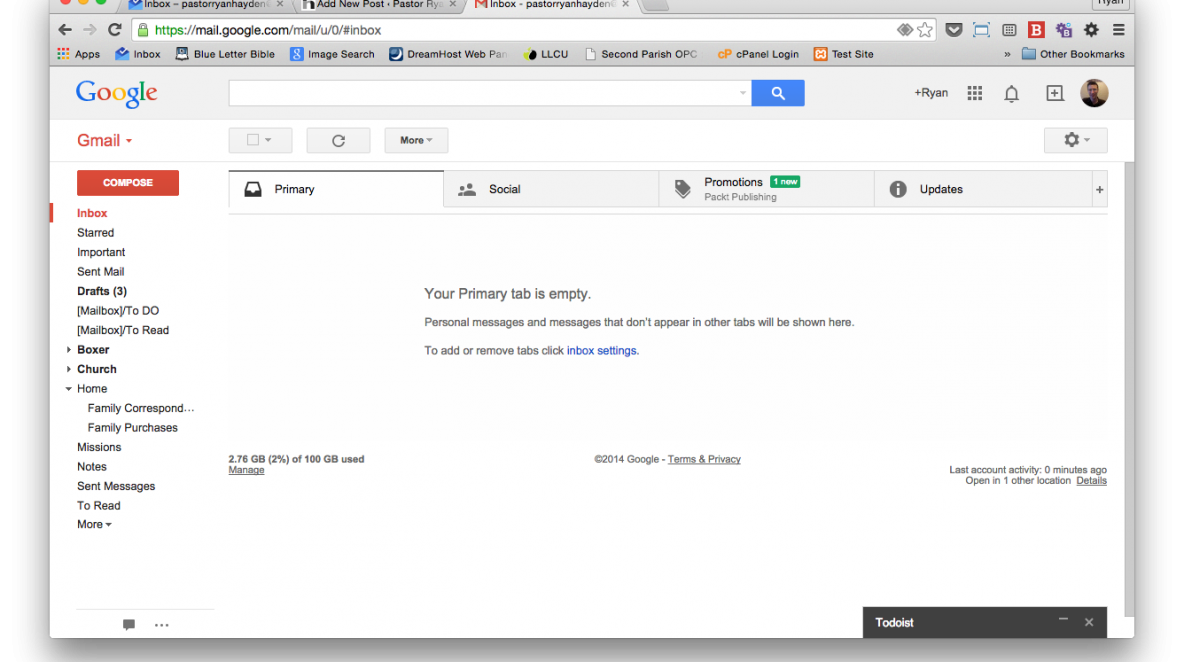 Inbox – pastorryanhayden
Add New Post ‹ Pastor Rya
Inbox - pastorryanhayden
Ryan
https://mail.google.com/mail/u/0/#inbox
Apps Inbox Blue Letter Bible Image Search DreamHost Web Pan LLCU Second Parish OPC cP cPanel Login Test Site » Other Bookmarks
Google
+Ryan
Gmail
More
COMPOSE
Primary
Social
Promotions 1 new
Packt Publishing
Updates
+
Inbox
Starred
Important
Sent Mail
Drafts (3)
[Mailbox]/To DO
[Mailbox]/To Read
Boxer
Church
Home
Family Correspond...
Family Purchases
Missions
Notes
Sent Messages
To Read
More
Your Primary tab is empty.
Personal messages and messages that don't appear in other tabs will be shown here.
To add or remove tabs click inbox settings.
2.76 GB (2%) of 100 GB used
Manage
©2014 Google - Terms & Privacy
Last account activity: 0 minutes ago
Open in 1 other location Details
Todoist